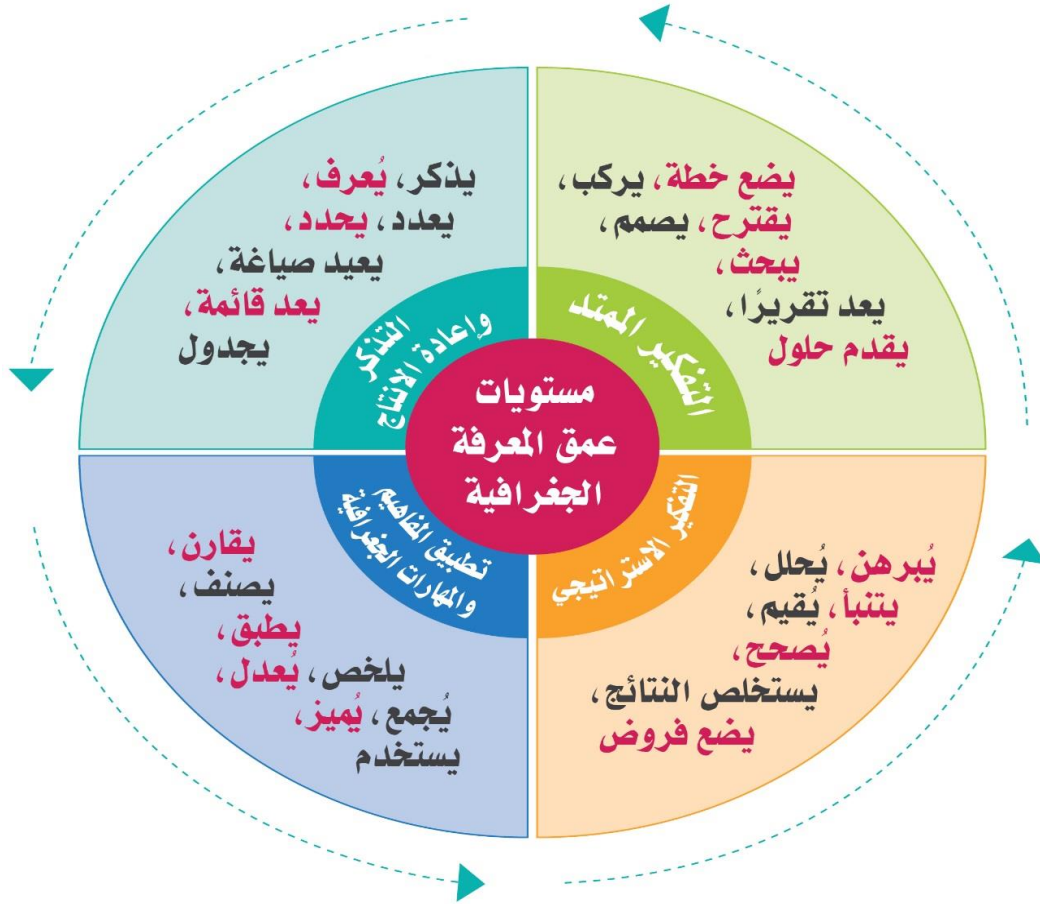 مستويات
عمق المعرفة
الجغرافية
التذكر
وإعادة الانتاج
يذكر، يُعرف،
يعدد، يحدد،
يعيد صياغة،
يعد قائمة،
يجدول
تطبيق المفاهيم
والمهارات الجغرافية
يقارن،
يصنف،
يطبق،
يلخص، يُعدل،
يُجمع، يُميز،
يستخدم
التفكير الاستراتيجي
يُبرهن، يُحلل،
يتنبأ، يُقيم،
يُصحح،
يستخلص النتائج،
يضع فروض
التفكير الممتد
يضع خطة، يركب،
يقترح، يصمم،
يبحث،
يعد تقريرًا،
يقدم حلول